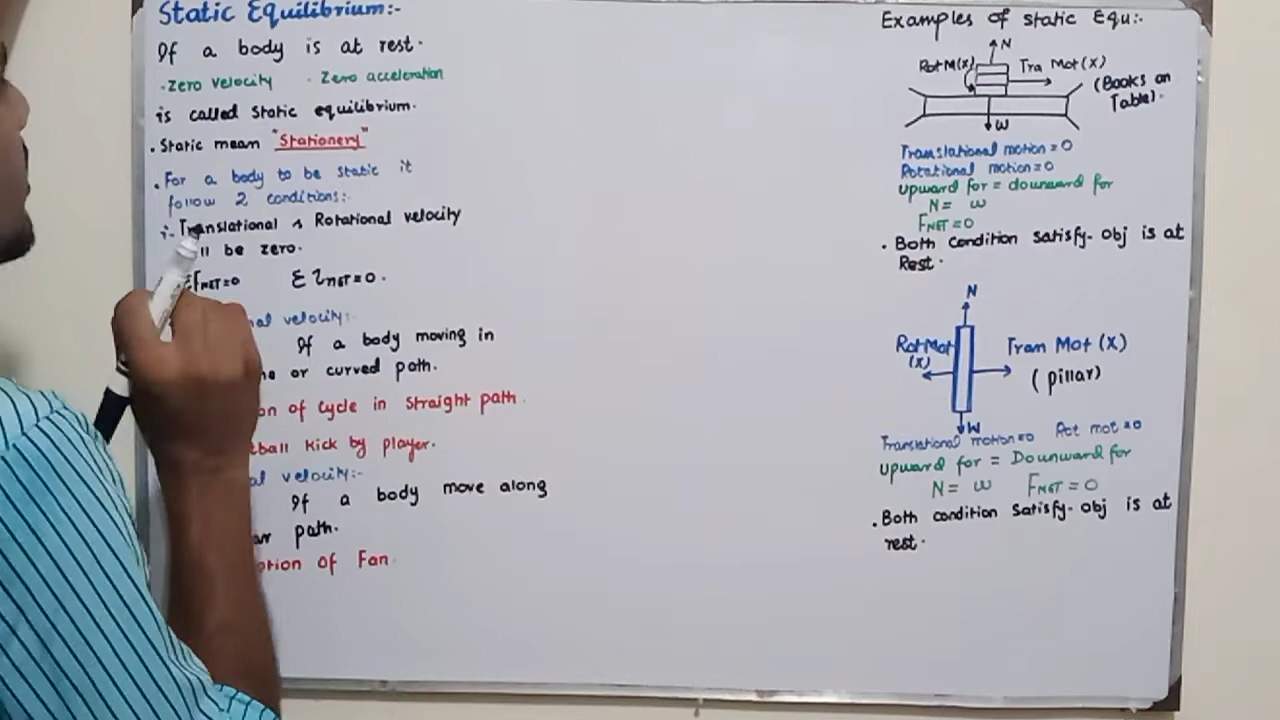 Static Equilibrium:-
If a body is at rest.
. Zero velocity . Zero acceleration
is called static equilibrium.
. Static mean "Stationery"
. For a body to be static it
follow 2 conditions:-
Translational & Rotational velocity
be zero.
ΣFNET=0 Στ NET=0.
velocity:-
If a body moving in
or curved path.
of cycle in straight path.
kick by player.
velocity:-
If a body move along
path.
of Fan.
Examples of static Equ:-
N
Rot M(x) Tra Mot(x)
(Books on
Table).
W
Translational motion=0
Rotational motion=0
upward for = downward for
N= w
FNET=0
. Both condition satisfy. obj is at
Rest.
N
Rot Mot
(x)
Tran Mot (x)
(pillar)
W
Translational motion=0 Rot mot=0
upward for = Downward for
N= w FNET=0
. Both condition satisfy. obj is at
rest.